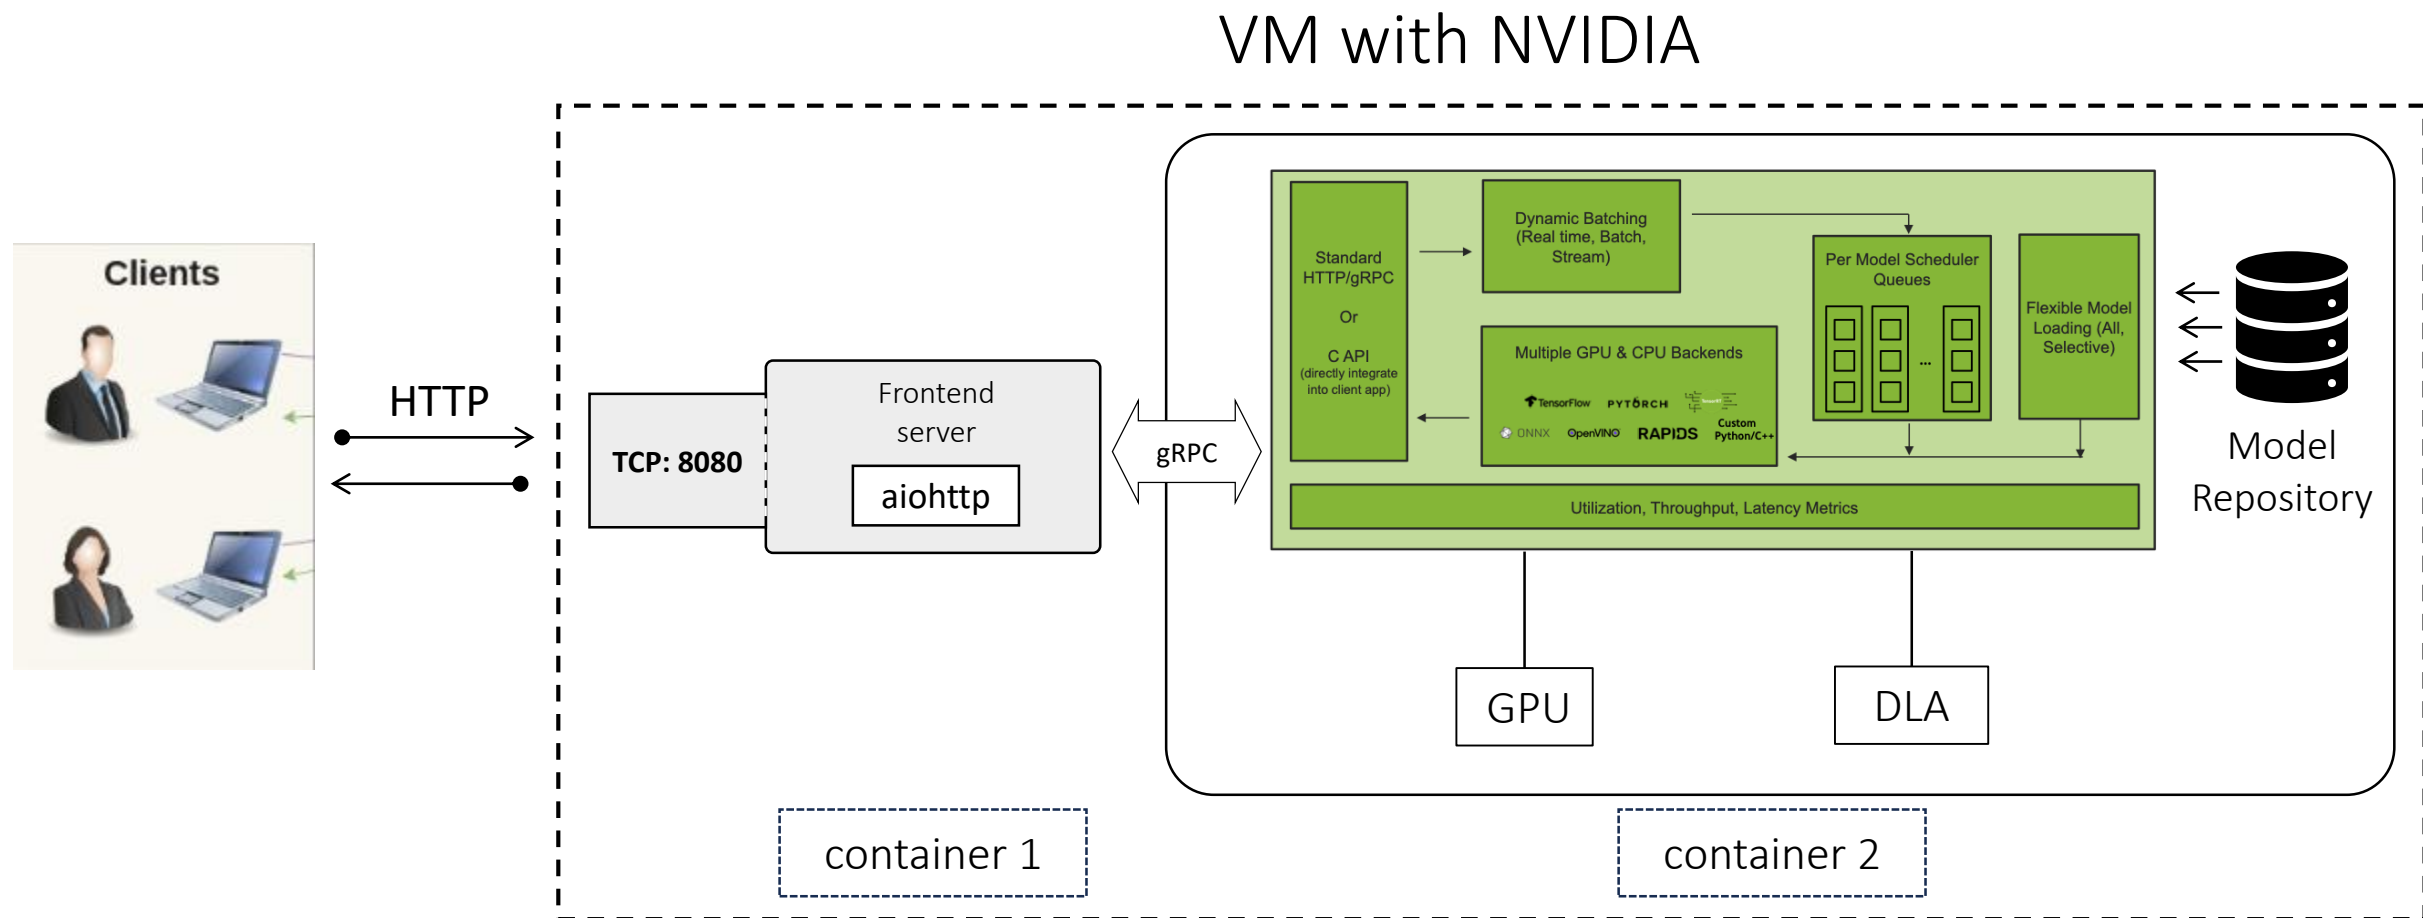 VM with NVIDIA
Clients
HTTP
TCP: 8080
Frontend
server
aiohttp
gRPC
Standard
HTTP/gRPC
Or
C API
(directly integrate
into client app)
Dynamic Batching
(Real time, Batch,
Stream)
Multiple GPU & CPU Backends
TensorFlow
PYTORCH
ONNX
OpenVINO
RAPIDS
Custom
Python/C++
Per Model Scheduler
Queues
...
Flexible Model
Loading (All,
Selective)
Utilization, Throughput, Latency Metrics
Model
Repository
GPU
DLA
container 1
container 2